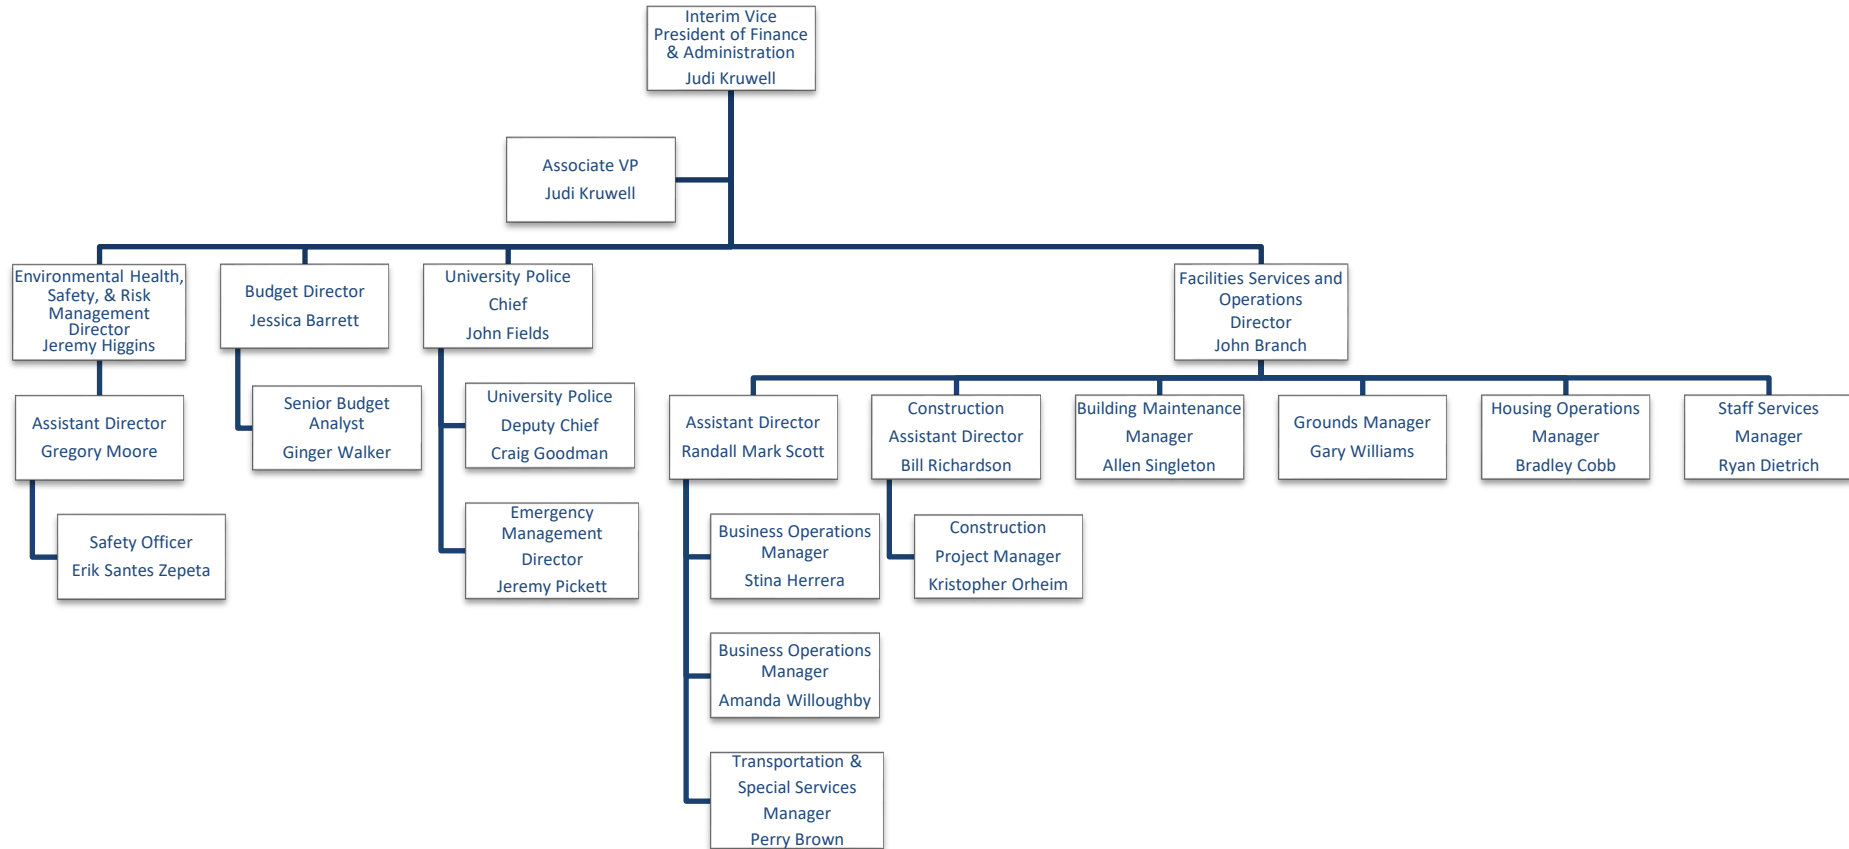 Interim Vice
President of Finance
& Administration
Judi Kruwell
Associate VP
Judi Kruwell
Environmental Health,
Safety, & Risk
Management
Director
Jeremy Higgins
Budget Director
Jessica Barrett
University Police
Chief
John Fields
Facilities Services and
Operations
Director
John Branch
Assistant Director
Gregory Moore
Safety Officer
Erik Santes Zepeta
Senior Budget
Analyst
Ginger Walker
University Police
Deputy Chief
Craig Goodman
Emergency
Management
Director
Jeremy Pickett
Assistant Director
Randall Mark Scott
Business Operations
Manager
Stina Herrera
Business Operations
Manager
Amanda Willoughby
Transportation &
Special Services
Manager
Perry Brown
Construction
Assistant Director
Bill Richardson
Construction
Project Manager
Kristopher Orheim
Building Maintenance
Manager
Allen Singleton
Grounds Manager
Gary Williams
Housing Operations
Manager
Bradley Cobb
Staff Services
Manager
Ryan Dietrich